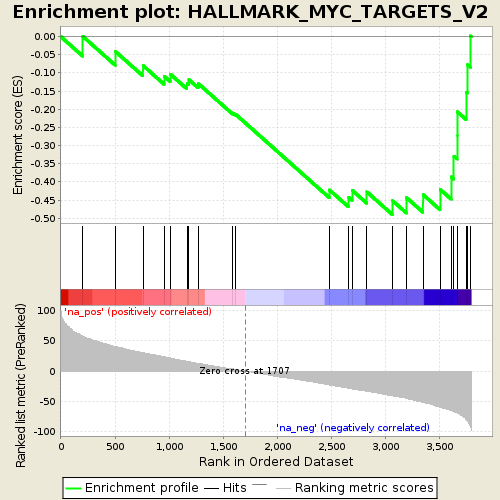 Enrichment plot: HALLMARK_MYC_TARGETS_V2
Enrichment score (ES)
0.00
-0.05
-0.10
-0.15
-0.20
-0.25
-0.30
-0.35
-0.40
-0.45
-0.50
Ranked list metric (PreRanked)
100
50
0
-50
-100
'na_pos' (positively correlated)
Zero cross at 1707
'na_neg' (negatively correlated)
0
500
1,000
1,500
2,000
2,500
3,000
3,500
Rank in Ordered Dataset
Enrichment profile
Hits
Ranking metric scores